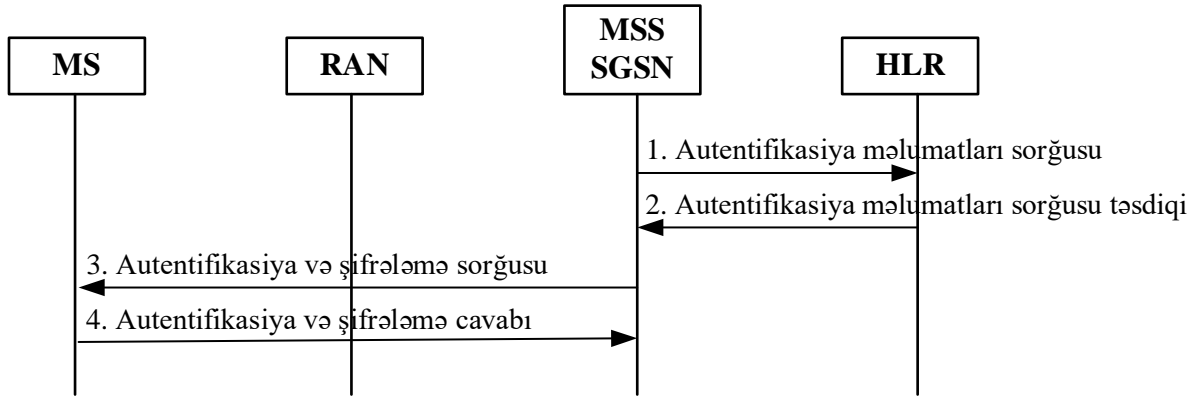 MS
RAN
MSS
SGSN
HLR
1. Autentifikasiya məlumatları sorğusu
2. Autentifikasiya məlumatları sorğusu təsdiqi
3. Autentifikasiya və şifrələmə sorğusu
4. Autentifikasiya və şifrələmə cavabı